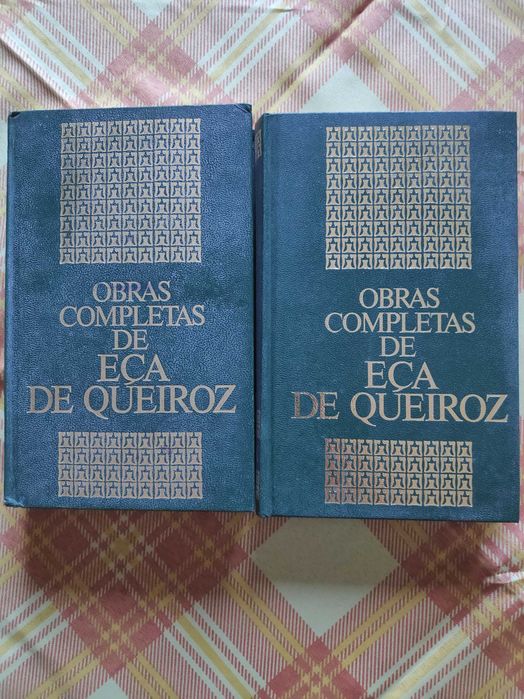 OBRAS
COMPLETAS
DE
EÇA
DE QUEIROZ
OBRAS
COMPLETAS
DE
EÇA
DE QUEIROZ